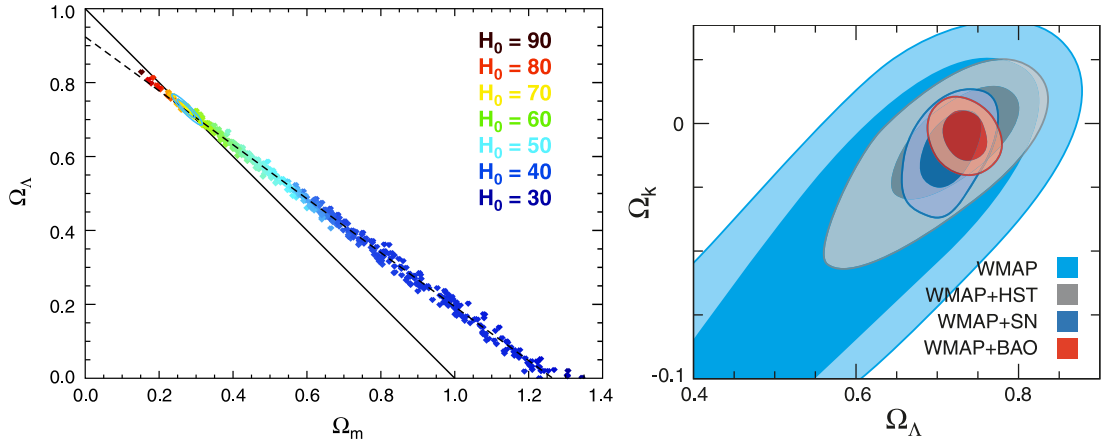 1.0
0.8
0.6
0.4
0.2
0.0
Ω_Λ
0.0 0.2 0.4 0.6 0.8 1.0 1.2 1.4
Ω_m
H₀ = 90
H₀ = 80
H₀ = 70
H₀ = 60
H₀ = 50
H₀ = 40
H₀ = 30
0
-0.1
Ω_k
0.4 0.6 0.8
Ω_Λ
WMAP
WMAP+HST
WMAP+SN
WMAP+BAO